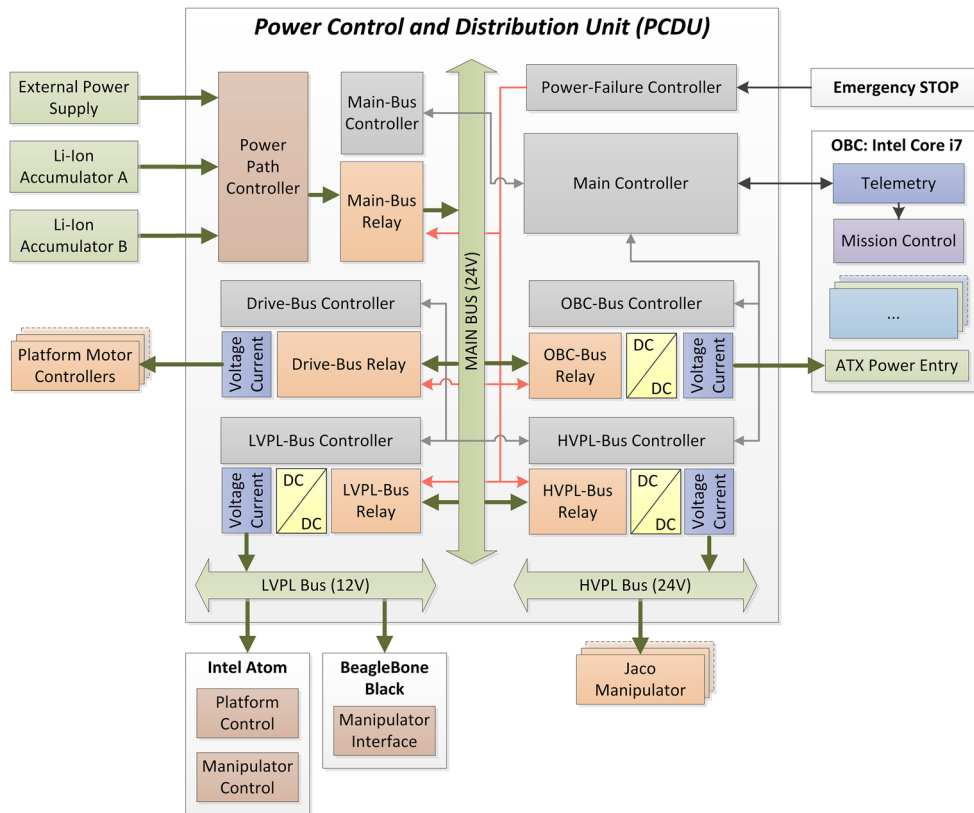 Power Control and Distribution Unit (PCDU)
External Power
Supply
Li-Ion
Accumulator A
Li-Ion
Accumulator B
Power
Path
Controller
Main-Bus
Controller
Main-Bus
Relay
MAIN BUS (24V)
Power-Failure Controller
Main Controller
Emergency STOP
OBC: Intel Core i7
Telemetry
Mission Control
...
ATX Power Entry
Drive-Bus Controller
Voltage
Current
Drive-Bus Relay
Platform Motor
Controllers
OBC-Bus Controller
OBC-Bus
Relay
DC
DC
Voltage
Current
LVPL-Bus Controller
Voltage
Current
DC
DC
LVPL-Bus
Relay
HVPL-Bus Controller
HVPL-Bus
Relay
DC
DC
Voltage
Current
LVPL Bus (12V)
HVPL Bus (24V)
Intel Atom
Platform
Control
Manipulator
Control
BeagleBone
Black
Manipulator
Interface
Jaco
Manipulator